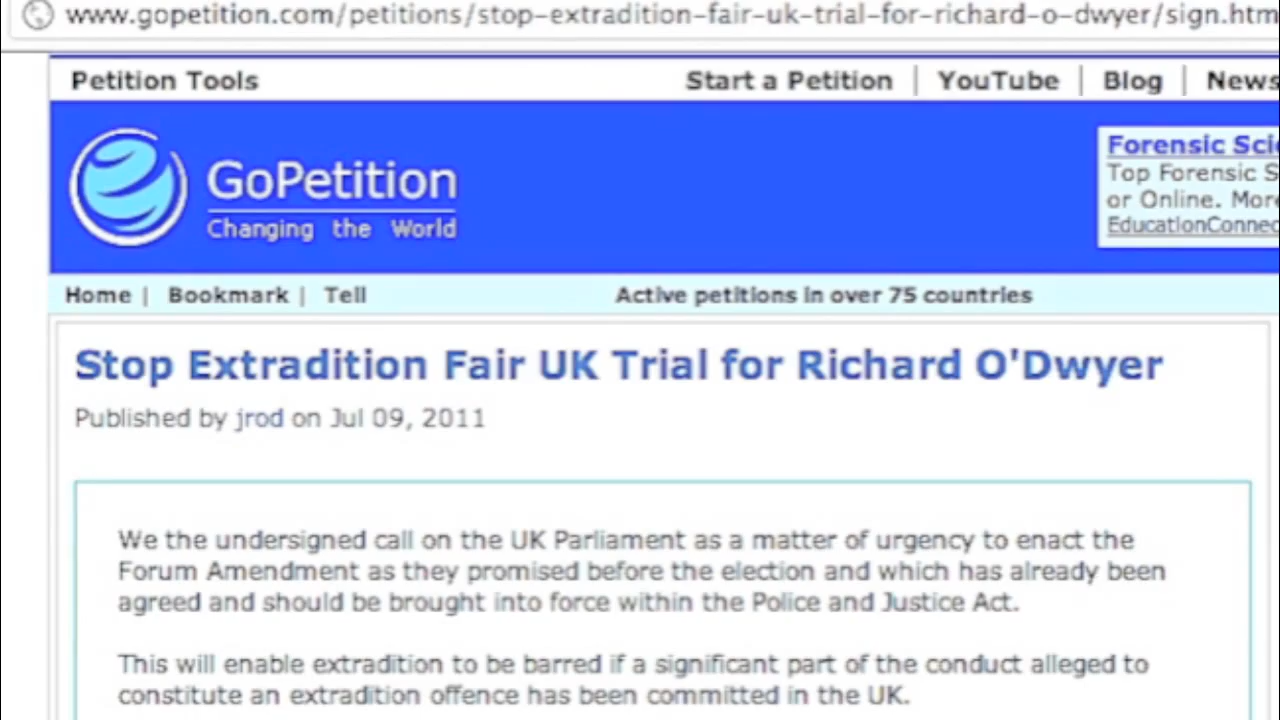 www.gopetition.com/petitions/stop-extradition-fair-uk-trial-for-richard-o-dwyer/sign.htm
Petition Tools Start a Petition | YouTube | Blog | News
GoPetition
Changing the World
Forensic Sci
Top Forensic S
or Online. More
EducationConnec
Home | Bookmark | Tell Active petitions in over 75 countries
Stop Extradition Fair UK Trial for Richard O'Dwyer
Published by jrod on Jul 09, 2011
We the undersigned call on the UK Parliament as a matter of urgency to enact the
Forum Amendment as they promised before the election and which has already been
agreed and should be brought into force within the Police and Justice Act.
This will enable extradition to be barred if a significant part of the conduct alleged to
constitute an extradition offence has been committed in the UK.